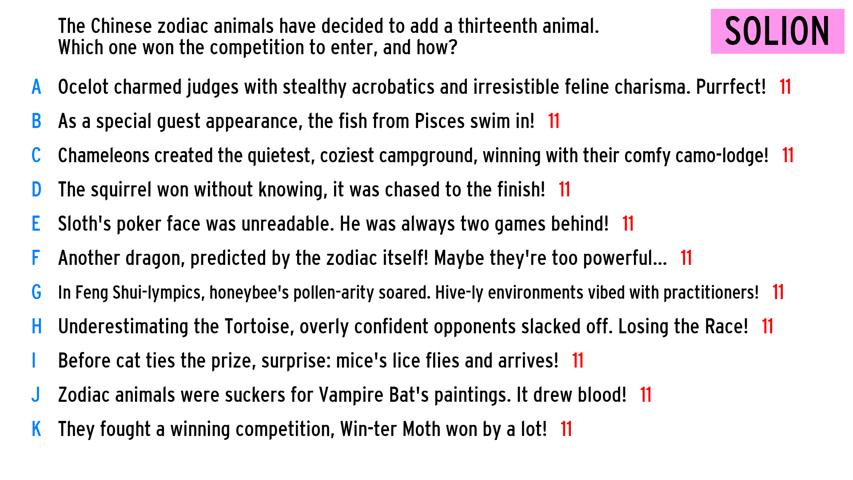 The Chinese zodiac animals have decided to add a thirteenth animal.
Which one won the competition to enter, and how?
SOLION
A Ocelot charmed judges with stealthy acrobatics and irresistible feline charisma. Purrfect! 11
B As a special guest appearance, the fish from Pisces swim in! 11
C Chameleons created the quietest, coziest campground, winning with their comfy camo-lodge! 11
D The squirrel won without knowing, it was chased to the finish! 11
E Sloth's poker face was unreadable. He was always two games behind! 11
F Another dragon, predicted by the zodiac itself! Maybe they're too powerful... 11
G In Feng Shui-lympics, honeybee's pollen-arity soared. Hive-ly environments vibed with practitioners! 11
H Underestimating the Tortoise, overly confident opponents slacked off. Losing the Race! 11
I Before cat ties the prize, surprise: mice's lice flies and arrives! 11
J Zodiac animals were suckers for Vampire Bat's paintings. It drew blood! 11
K They fought a winning competition, Win-ter Moth won by a lot! 11